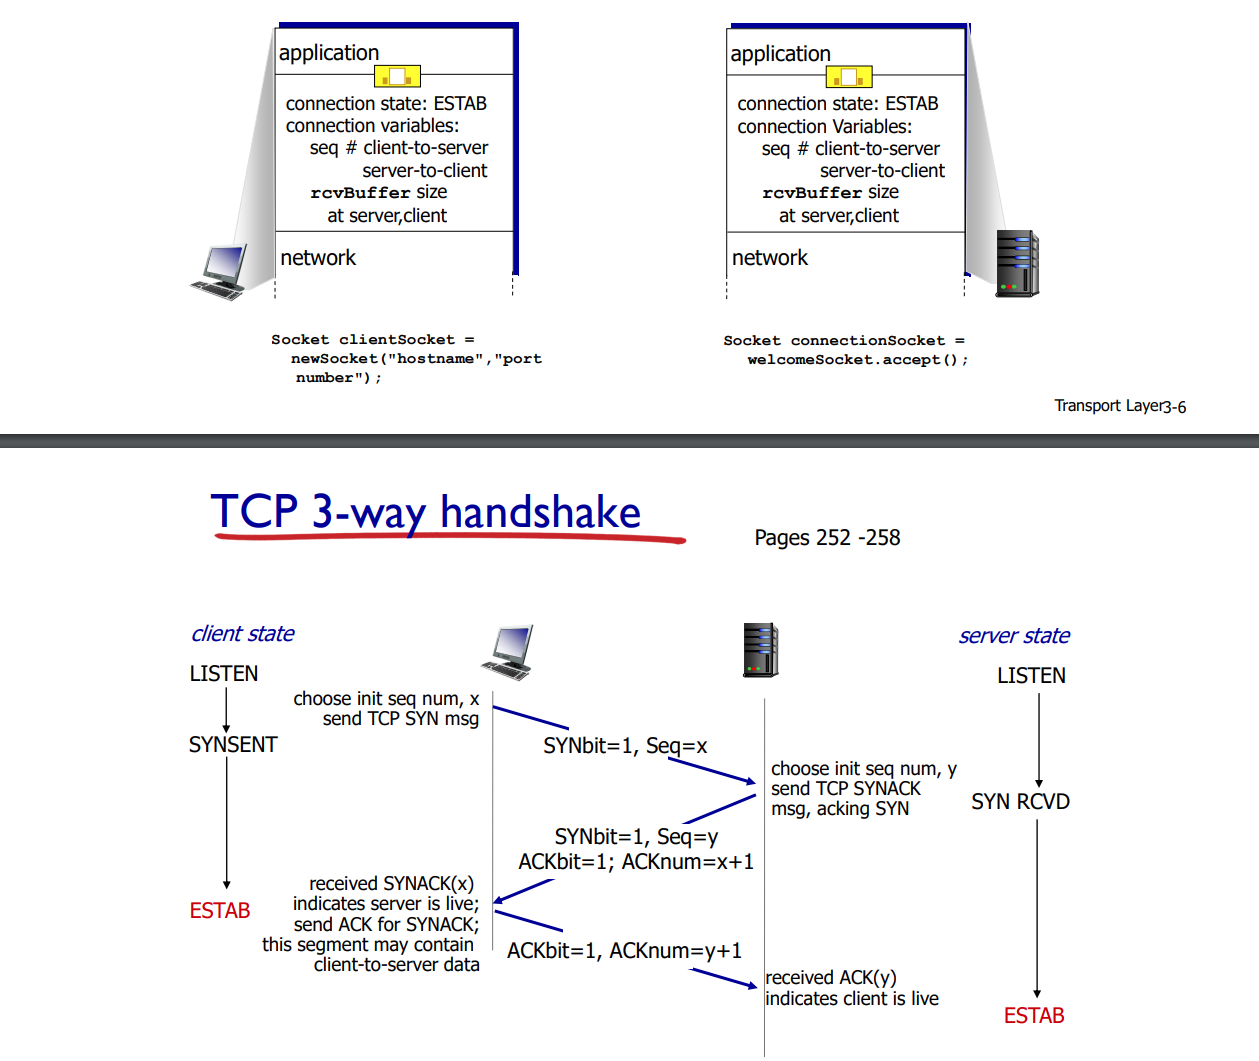 application
connection state: ESTAB
connection variables:
seq # client-to-server
server-to-client
rcvBuffer size
at server,client
network
Socket clientSocket =
newSocket("hostname","port
number");
application
connection state: ESTAB
connection Variables:
seq # client-to-server
server-to-client
rcvBuffer size
at server,client
network
Socket connectionSocket =
welcomeSocket.accept();
Transport Layer3-6
TCP 3-way handshake
Pages 252 -258
client state
LISTEN
SYNSENT
ESTAB
choose init seq num, x
send TCP SYN msg
SYNbit=1, Seq=x
choose init seq num, y
send TCP SYNACK
msg, acking SYN
SYNbit=1, Seq=y
ACKbit=1; ACKnum=x+1
received SYNACK(x)
indicates server is live;
send ACK for SYNACK;
this segment may contain
client-to-server data
ACKbit=1, ACKnum=y+1
received ACK(y)
indicates client is live
server state
LISTEN
SYN RCVD
ESTAB